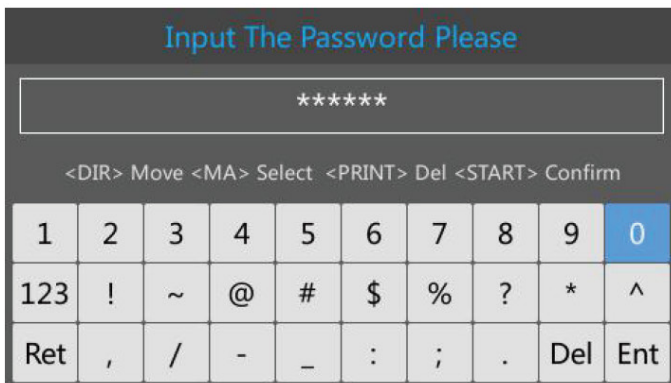 Input The Password Please
******
<DIR> Move <MA> Select <PRINT> Del <START> Confirm
1 2 3 4 5 6 7 8 9 0
123 ! ~ @ # $ % ? * ^
Ret , / - _ : ; . Del Ent